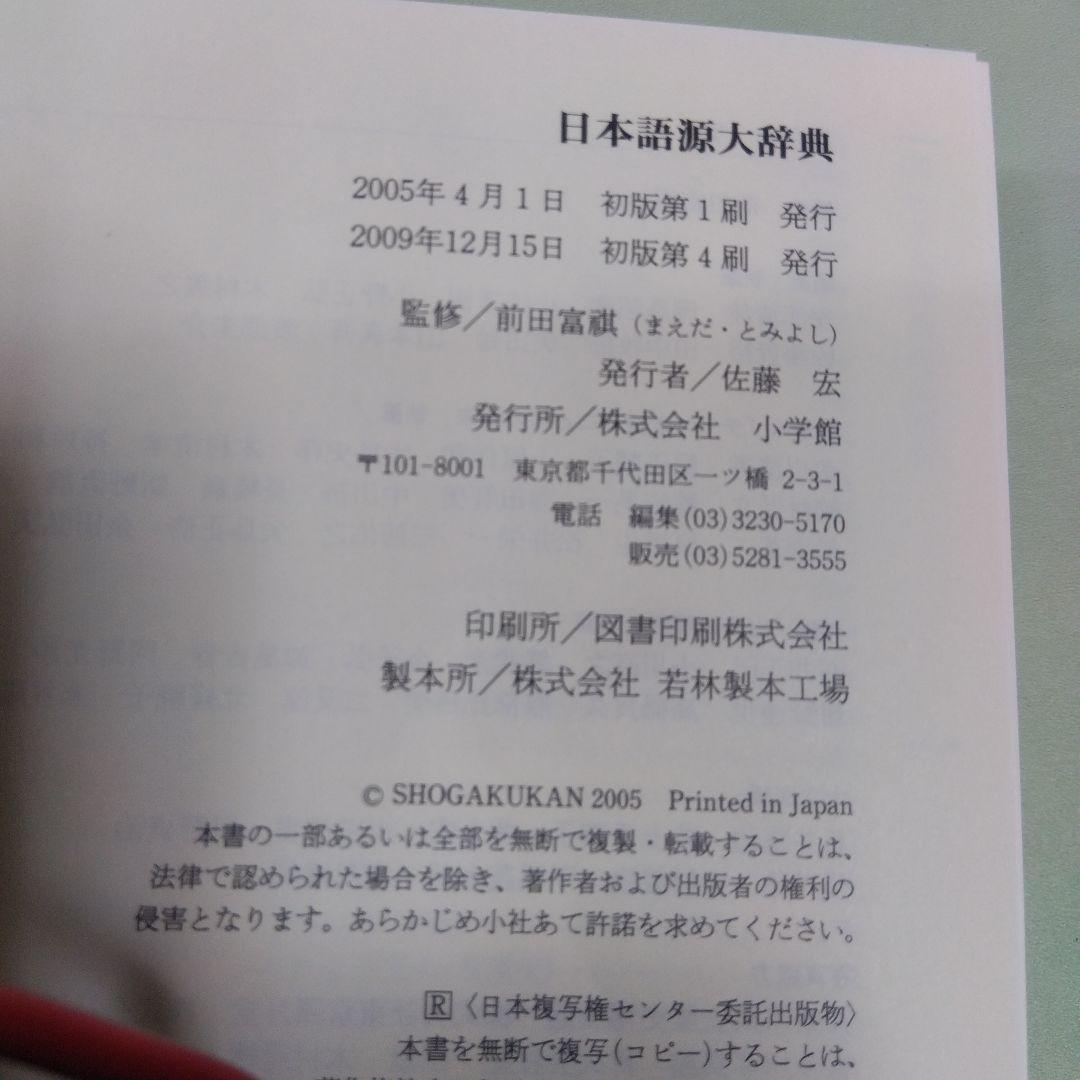 日本語源大辞典
2005年4月1日　初版第1刷　発行
2009年12月15日　初版第4刷　発行
監修／前田富祺（まえだ・とみよし）
発行者／佐藤　宏
発行所／株式会社　小学館
〒101-8001　東京都千代田区一ツ橋 2-3-1
電話　編集(03)3230-5170
販売(03)5281-3555
印刷所／図書印刷株式会社
製本所／株式会社 若林製本工場
© SHOGAKUKAN 2005　Printed in Japan
本書の一部あるいは全部を無断で複製・転載することは、
法律で認められた場合を除き、著作者および出版者の権利の
侵害となります。あらかじめ小社あて許諾を求めてください。
R〈日本複写権センター委託出版物〉
本書を無断で複写(コピー)することは、